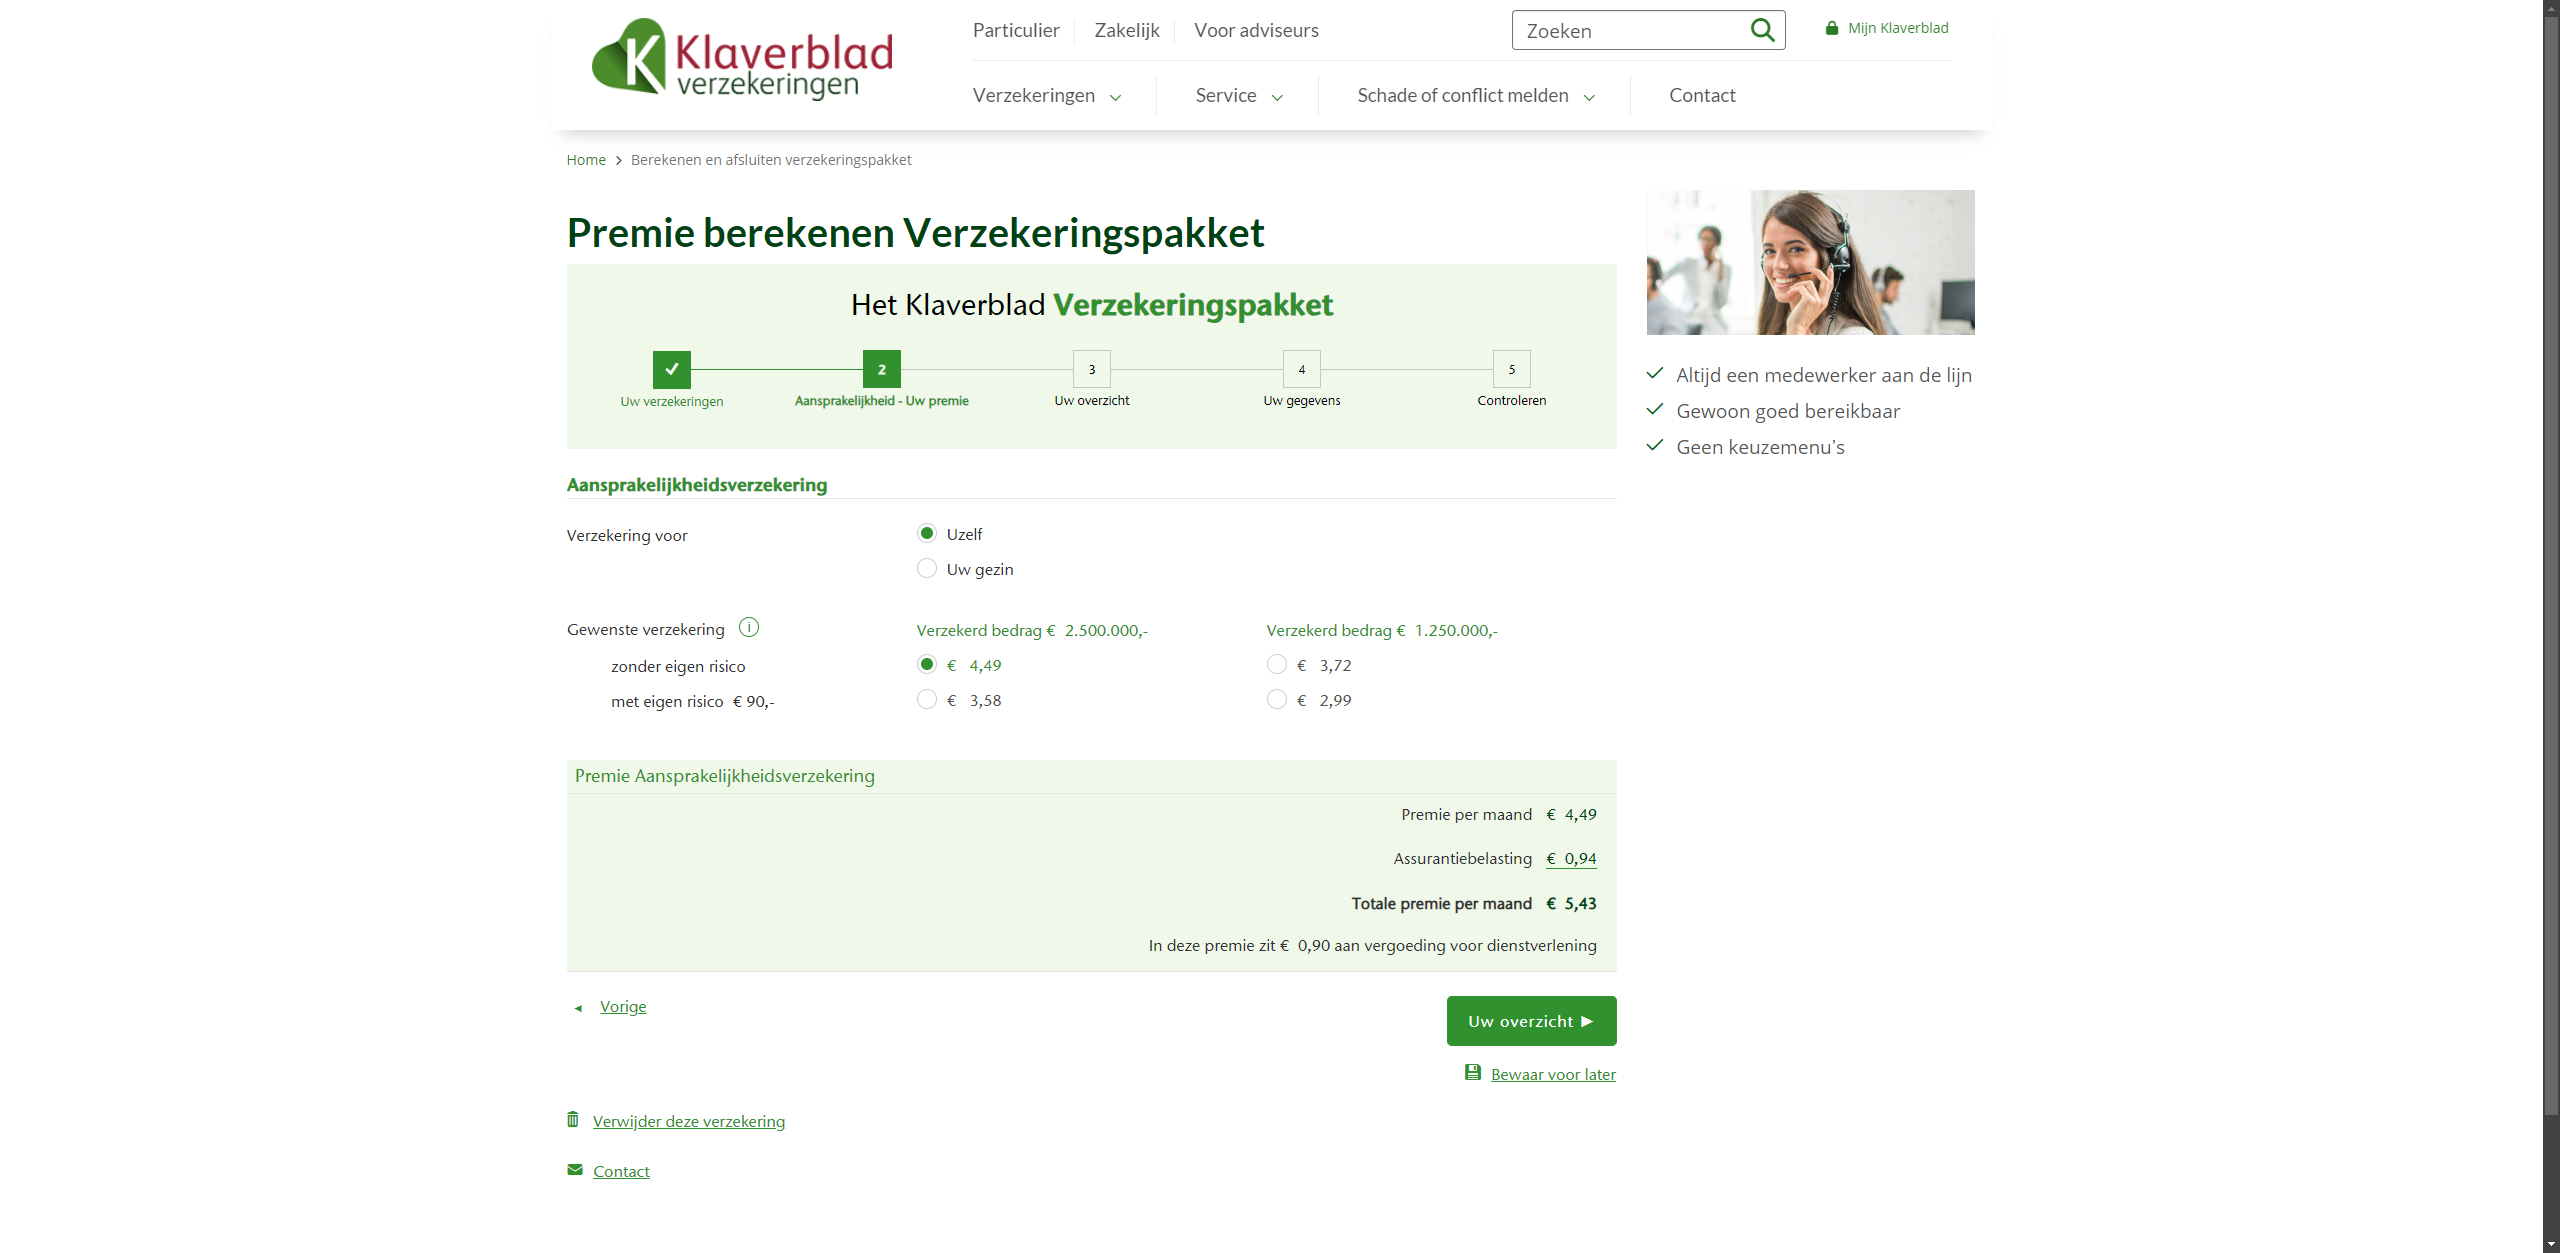 K Klaverblad
verzekeringen
Particulier
Zakelijk
Voor adviseurs
Zoeken
Mijn Klaverblad
Verzekeringen
Service
Schade of conflict melden
Contact
Home > Berekenen en afsluiten verzekeringspakket
Premie berekenen Verzekeringspakket
Het Klaverblad Verzekeringspakket
Uw verzekeringen
2
Aansprakelijkheid - Uw premie
3
Uw overzicht
4
Uw gegevens
5
Controleren
Altijd een medewerker aan de lijn
Gewoon goed bereikbaar
Geen keuzemenu's
Aansprakelijkheidsverzekering
Verzekering voor
Uzelf
Uw gezin
Gewenste verzekering i
Verzekerd bedrag € 2.500.000,-
Verzekerd bedrag € 1.250.000,-
zonder eigen risico
€ 4,49
€ 3,72
met eigen risico € 90,-
€ 3,58
€ 2,99
Premie Aansprakelijkheidsverzekering
Premie per maand € 4,49
Assurantiebelasting € 0,94
Totale premie per maand € 5,43
In deze premie zit € 0,90 aan vergoeding voor dienstverlening
Vorige
Uw overzicht
Bewaar voor later
Verwijder deze verzekering
Contact